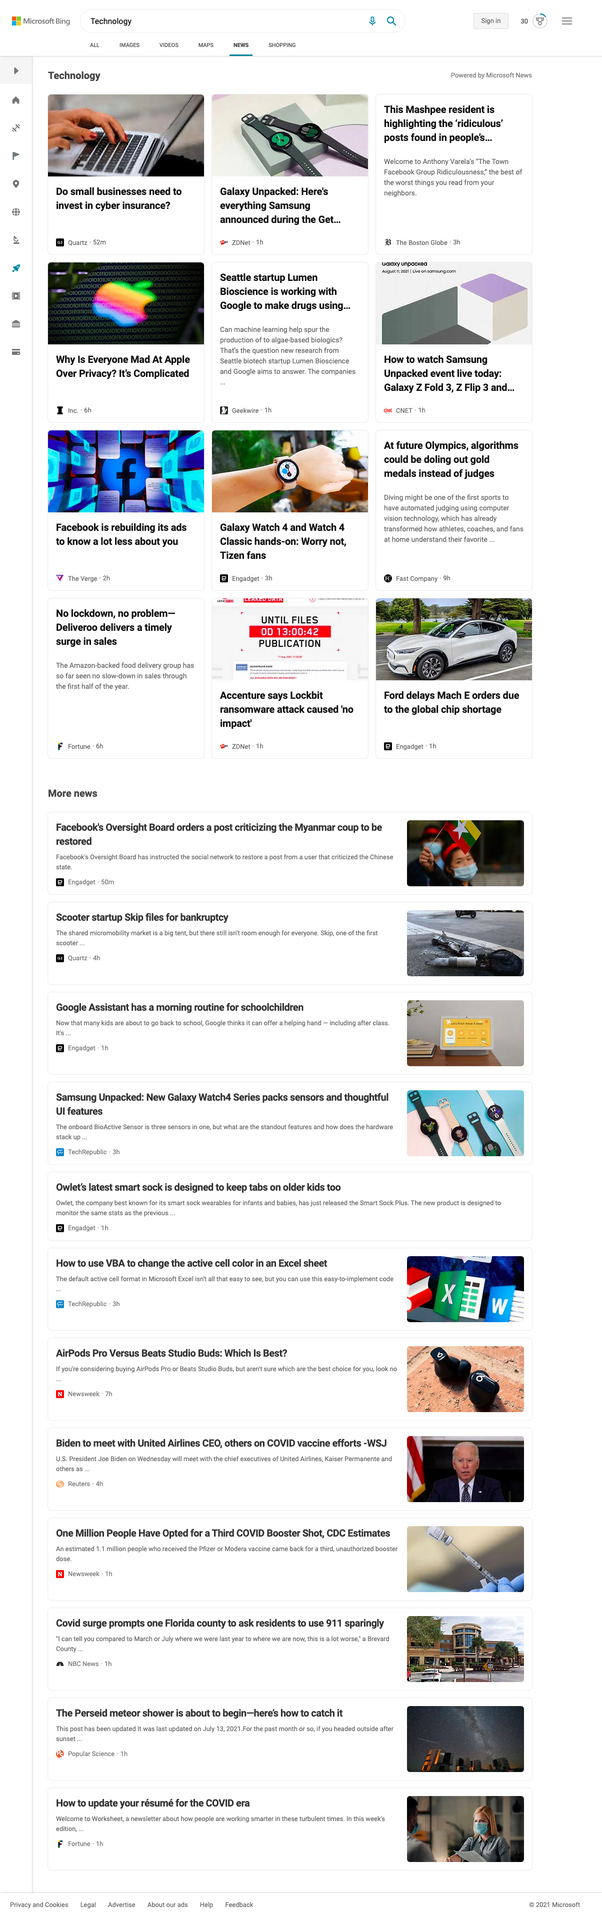 Microsoft Bing
Technology
Sign in
30
ALL
IMAGES
VIDEOS
MAPS
NEWS
SHOPPING
Technology
Powered by Microsoft News
Do small businesses need to
invest in cyber insurance?
Quartz · 52m
Galaxy Unpacked: Here's
everything Samsung
announced during the Get...
ZDNet · 1h
This Mashpee resident is
highlighting the ‘ridiculous’
posts found in people's...
Welcome to Anthony Varela's “The Town
Facebook Group Ridiculousness,” the best of
the worst things you read from your
neighbors.
The Boston Globe · 3h
Why Is Everyone Mad At Apple
Over Privacy? It’s Complicated
Inc. · 6h
Seattle startup Lumen
Bioscience is working with
Google to make drugs using...
Can machine learning help spur the
production of to algae-based biologics?
That's the question new research from
Seattle biotech startup Lumen Bioscience
and Google aims to answer. The companies
...
Geekwire · 1h
Galaxy Unpacked
August 11, 2021 | Live on samsung.com
How to watch Samsung
Unpacked event live today:
Galaxy Z Fold 3, Z Flip 3 and...
CNET · 1h
Facebook is rebuilding its ads
to know a lot less about you
The Verge · 2h
Galaxy Watch 4 and Watch 4
Classic hands-on: Worry not,
Tizen fans
Engadget · 3h
At future Olympics, algorithms
could be doling out gold
medals instead of judges
Diving might be one of the first sports to
have automated judging using computer
vision technology, which has already
transformed how athletes, coaches, and fans
at home understand their favorite ...
Fast Company · 9h
No lockdown, no problem—
Deliveroo delivers a timely
surge in sales
The Amazon-backed food delivery group has
so far seen no slow-down in sales through
the first half of the year.
Fortune · 6h
LEAKED DATA
UNTIL FILES
0D 13:00:42
PUBLICATION
Accenture says Lockbit
ransomware attack caused 'no
impact'
ZDNet · 1h
Ford delays Mach E orders due
to the global chip shortage
Engadget · 1h
More news
Facebook's Oversight Board orders a post criticizing the Myanmar coup to be
restored
Facebook's Oversight Board has instructed the social network to restore a post from a user that criticized the Chinese
state.
Engadget · 50m
Scooter startup Skip files for bankruptcy
The shared micromobility market is a big tent, but there still isn't room enough for everyone. Skip, one of the first
scooter ...
Quartz · 4h
Google Assistant has a morning routine for schoolchildren
Now that many kids are about to go back to school, Google thinks it can offer a helping hand — including after class.
It's ...
Engadget · 1h
Samsung Unpacked: New Galaxy Watch4 Series packs sensors and thoughtful
UI features
The onboard BioActive Sensor is three sensors in one, but what are the standout features and how does the hardware
stack up ...
TechRepublic · 3h
Owlet's latest smart sock is designed to keep tabs on older kids too
Owlet, the company best known for its smart sock wearables for infants and babies, has just released the Smart Sock Plus. The new product is designed to
monitor the same stats as the previous ...
Engadget · 1h
How to use VBA to change the active cell color in an Excel sheet
The default active cell format in Microsoft Excel isn't all that easy to see, but you can use this easy-to-implement code
...
TechRepublic · 3h
X
W
AirPods Pro Versus Beats Studio Buds: Which Is Best?
If you're considering buying AirPods Pro or Beats Studio Buds, but aren't sure which are the best choice for you, look no
...
Newsweek · 7h
Biden to meet with United Airlines CEO, others on COVID vaccine efforts -WSJ
U.S. President Joe Biden on Wednesday will meet with the chief executives of United Airlines, Kaiser Permanente and
others as ...
Reuters · 4h
One Million People Have Opted for a Third COVID Booster Shot, CDC Estimates
An estimated 1.1 million people who received the Pfizer or Modera vaccine came back for a third, unauthorized booster
dose.
Newsweek · 1h
Covid surge prompts one Florida county to ask residents to use 911 sparingly
"I can tell you compared to March or July where we were last year to where we are now, this is a lot worse," a Brevard
County ...
NBC News · 1h
The Perseid meteor shower is about to begin—here's how to catch it
This post has been updated It was last updated on July 13, 2021.For the past month or so, if you headed outside after
sunset ...
Popular Science · 1h
How to update your résumé for the COVID era
Welcome to Worksheet, a newsletter about how people are working smarter in these turbulent times. In this week's
edition, ...
Fortune · 1h
Privacy and Cookies
Legal
Advertise
About our ads
Help
Feedback
© 2021 Microsoft